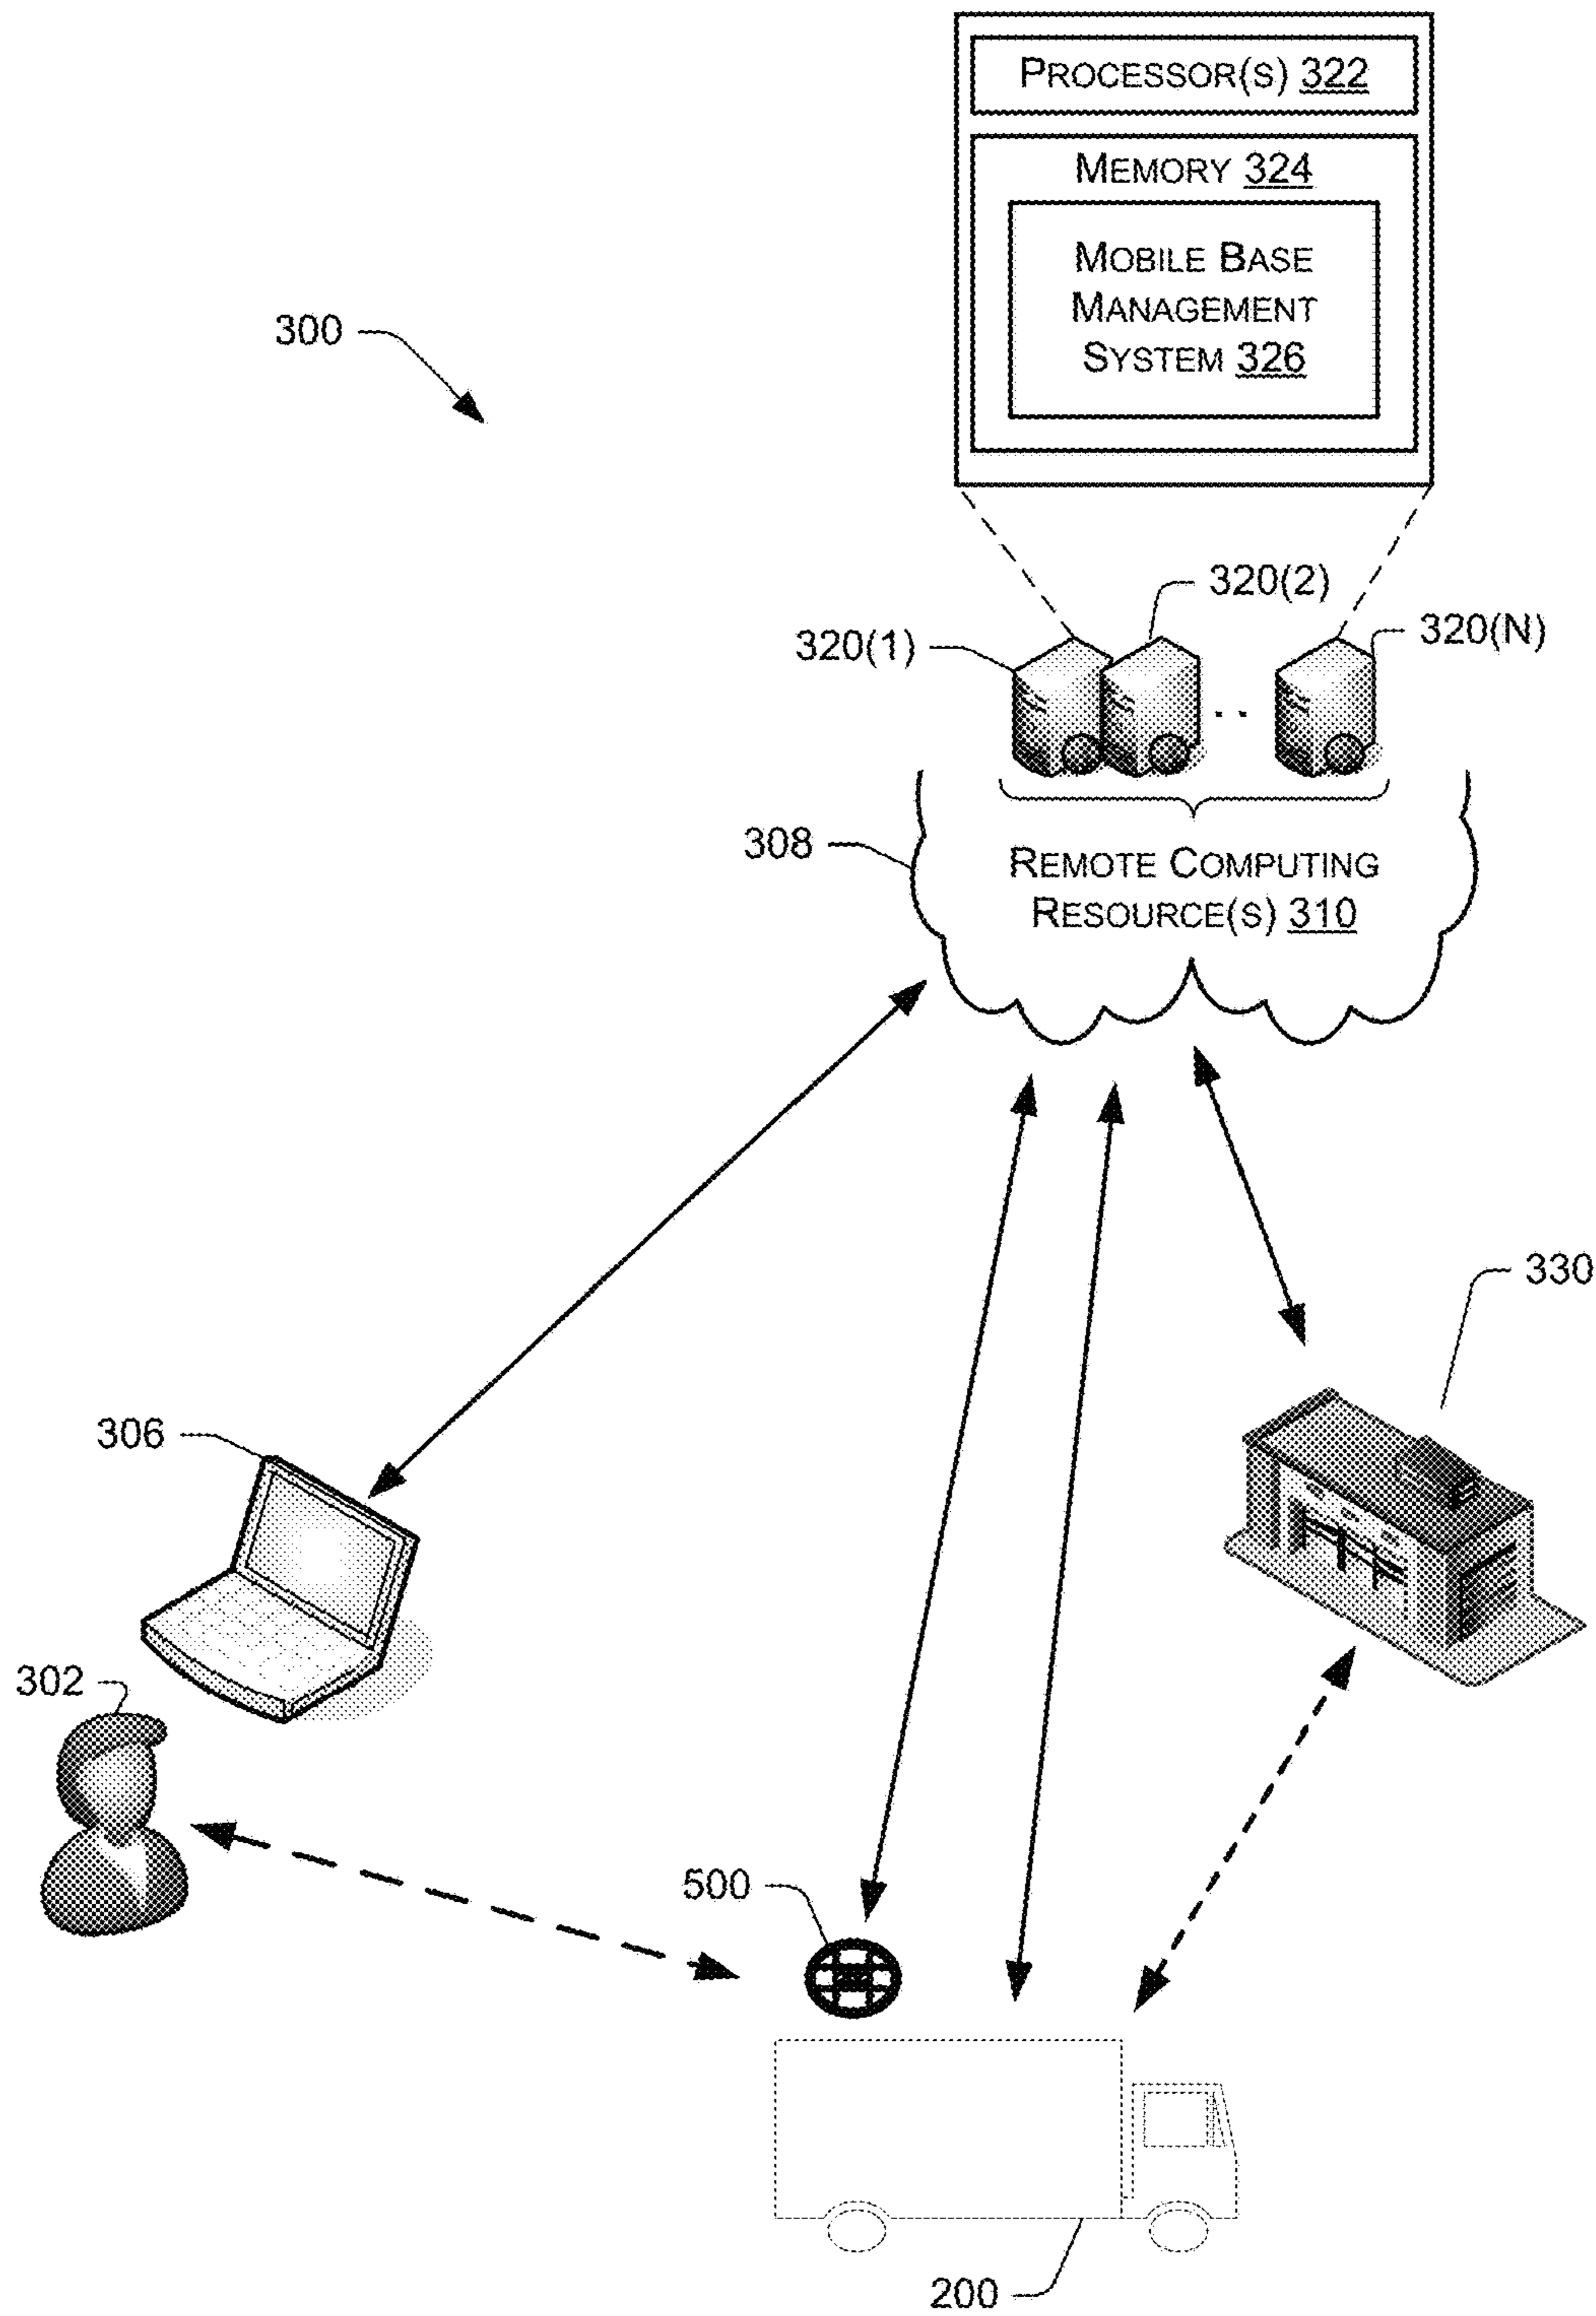 PROCESSOR(S) 322
MEMORY 324
MOBILE BASE
MANAGEMENT
SYSTEM 326
300
320(2)
320(1)
320(N)
308
REMOTE COMPUTING
RESOURCE(S) 310
330
306
302
500
200